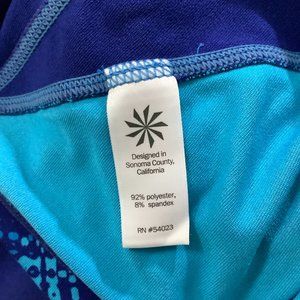 Designed in
Sonoma County,
California
92% polyester,
8% spandex
RN #54023